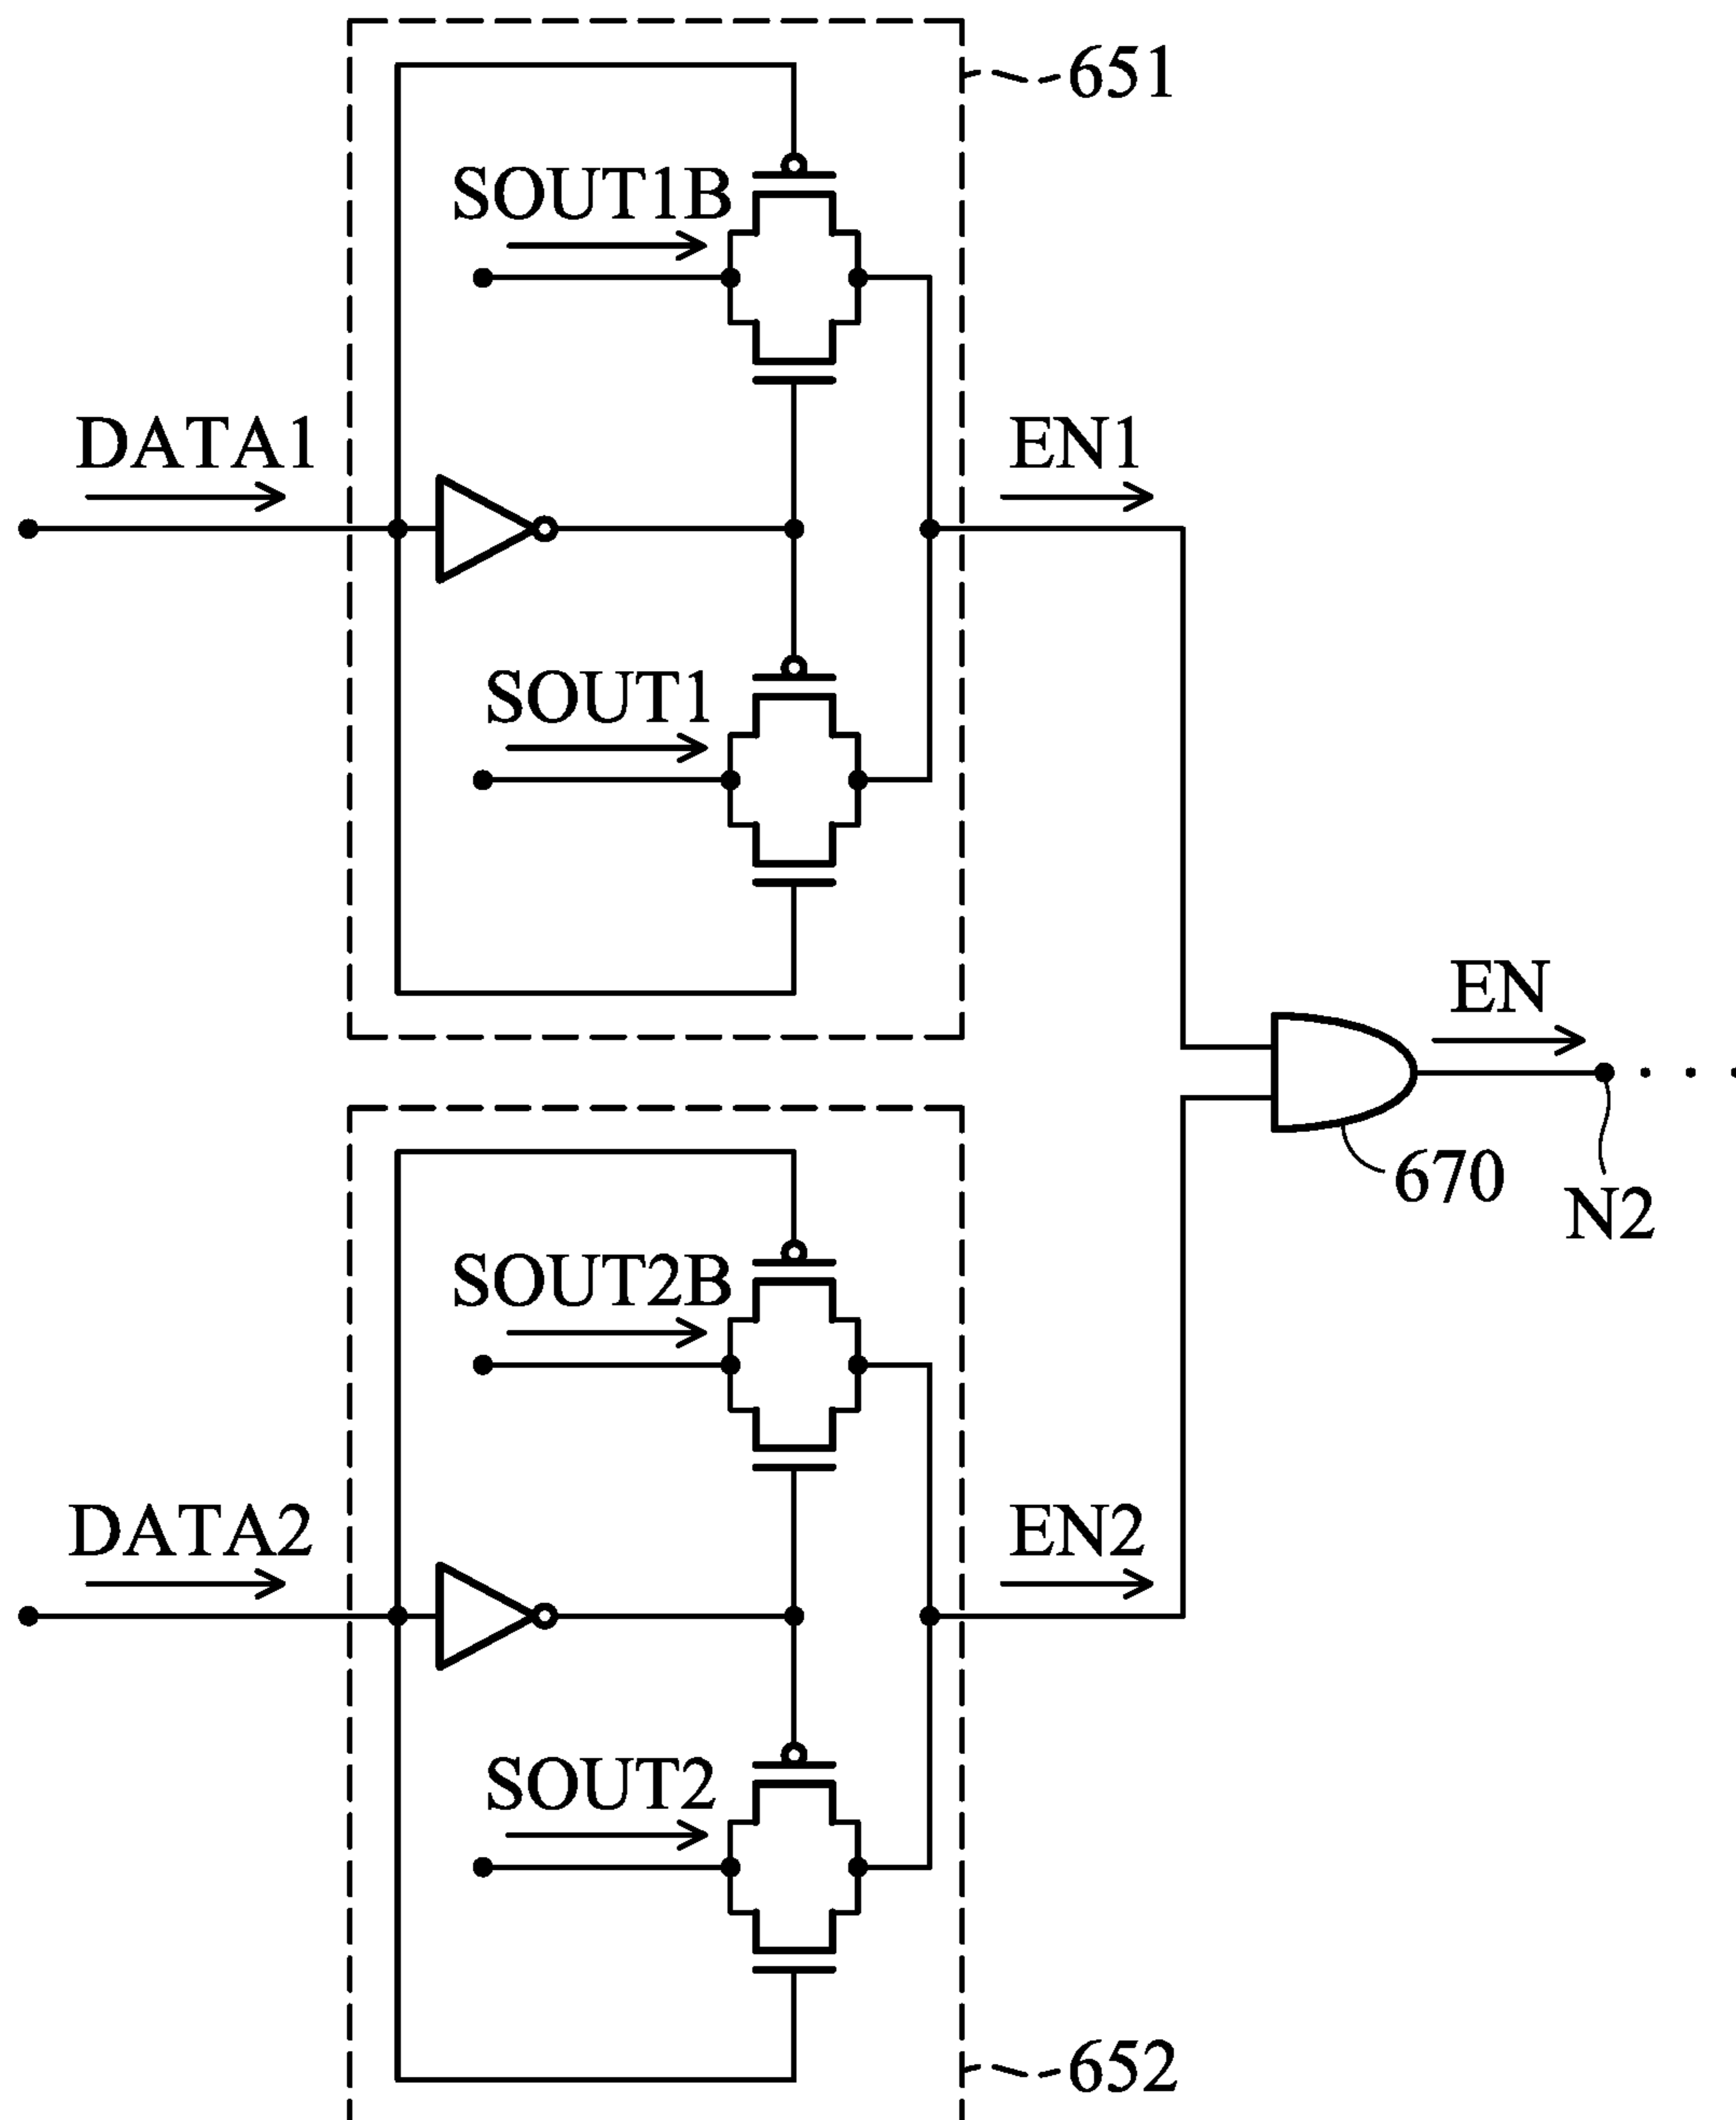 651
SOUT1B
DATA1
EN1
SOUT1
EN
670
N2
SOUT2B
DATA2
EN2
SOUT2
652